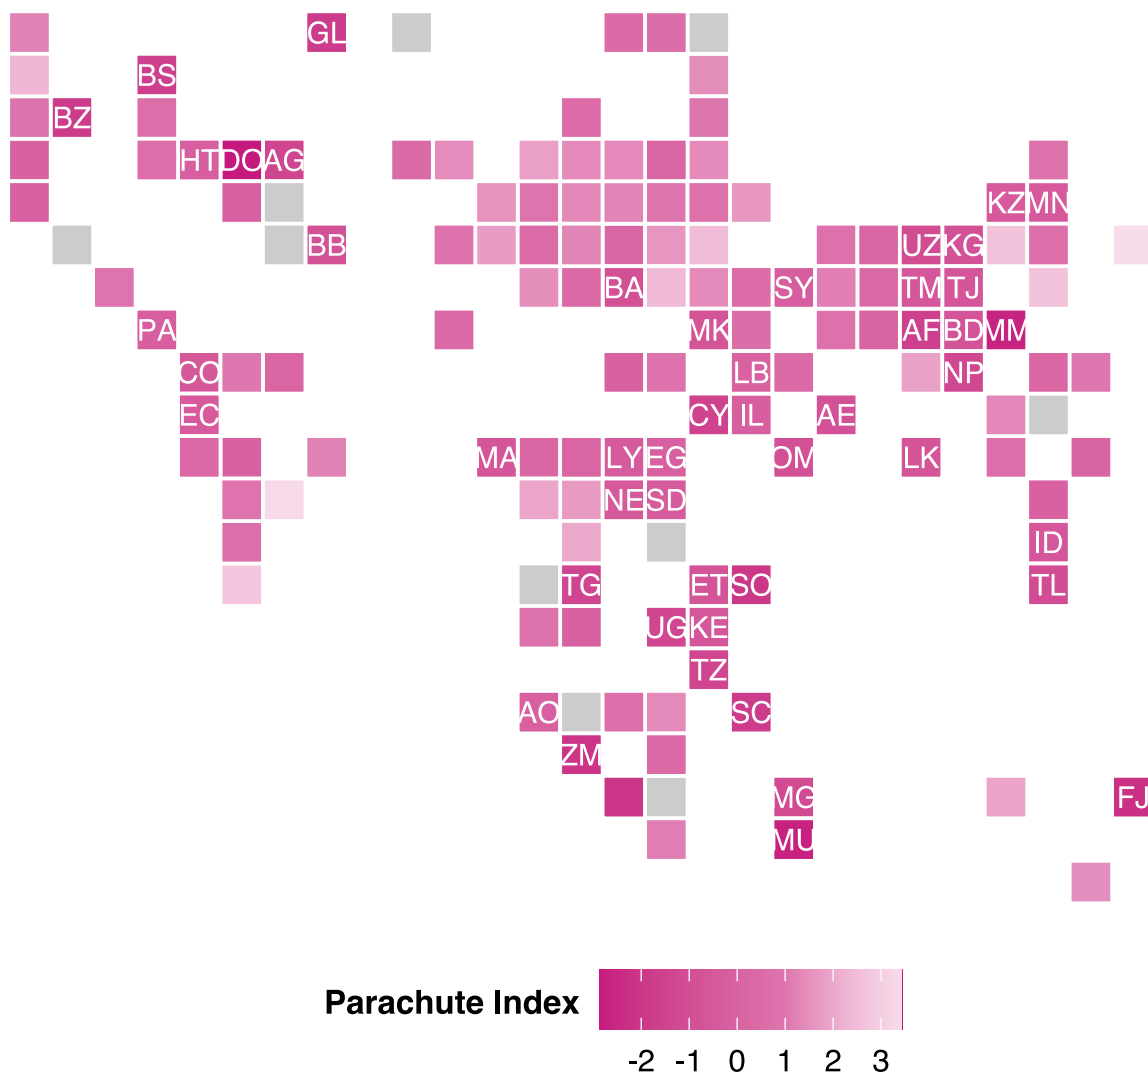 GL
BS
BZ
HT DO AG
KZ MN
BB UZ KG
BA SY TM TJ
PA MK AF BD MM
CO LB NP
EC CY IL AE
MA LY EG OM LK
NE SD
ID
TG ET SO TL
UG KE
TZ
AO SC
ZM
MG FJ
MU
Parachute Index
-2 -1 0 1 2 3